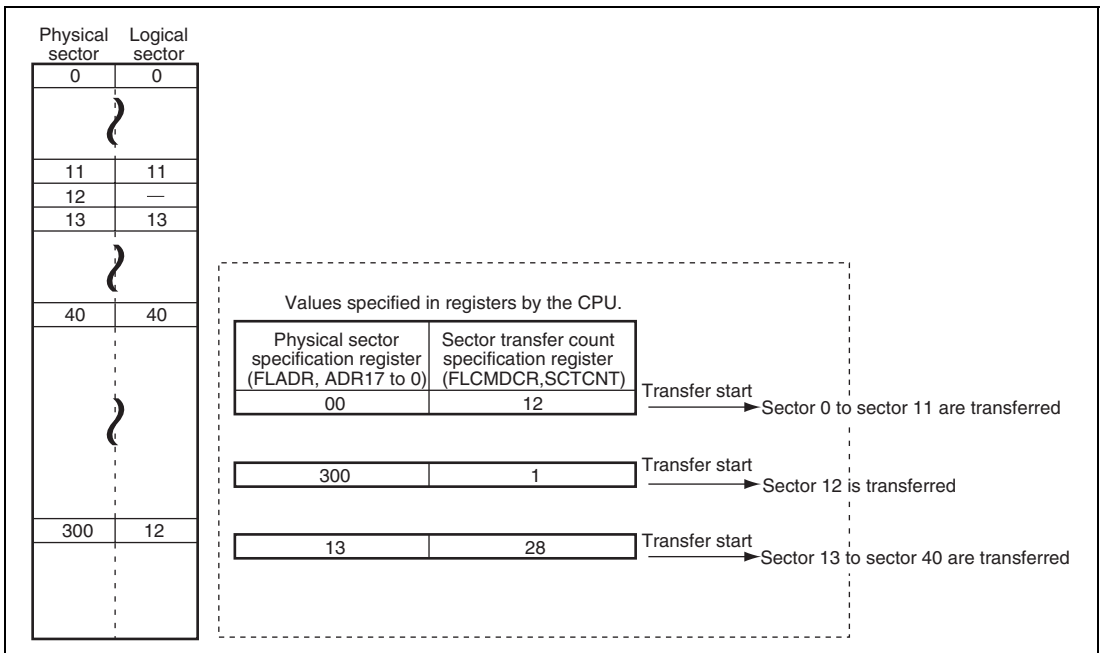 Physical sector Logical sector
0 0
11 11
12 —
13 13
40 40
300 12
Values specified in registers by the CPU.
Physical sector specification register (FLADR, ADR17 to 0)
Sector transfer count specification register (FLCMDCR,SCTCNT)
00 12 Transfer start Sector 0 to sector 11 are transferred
300 1 Transfer start Sector 12 is transferred
13 28 Transfer start Sector 13 to sector 40 are transferred